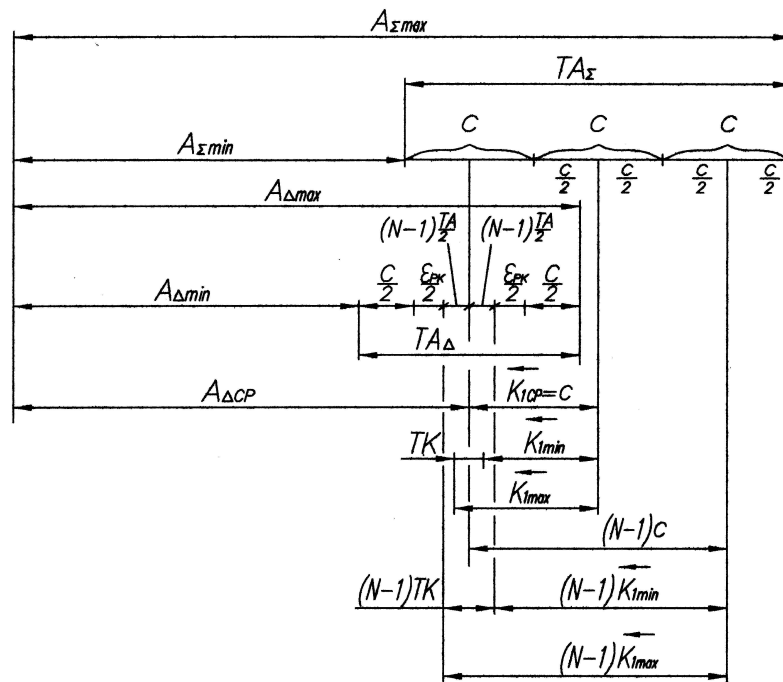 A_Σmax
TA_Σ
C C C
A_Σmin
C/2 C/2 C/2 C/2
A_Δmax
(N-1)TA/2 (N-1)TA/2
A_Δmin C/2 ε_PK/2 ε_PK/2 C/2
TA_Δ
A_ΔCP K_1CP=C
TK K_1min
K_1max
(N-1)C
(N-1)TK (N-1)K_1min
(N-1)K_1max